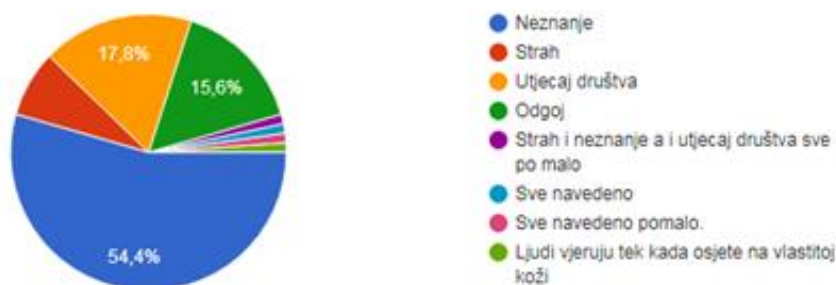 17,8%
15,6%
54,4%
Neznanje
Strah
Utjecaj društva
Odgoj
Strah i neznanje a i utjecaj društva sve
po malo
Sve navedeno
Sve navedeno pomalo.
Ljudi vjeruju tek kada osjete na vlastitoj
koži